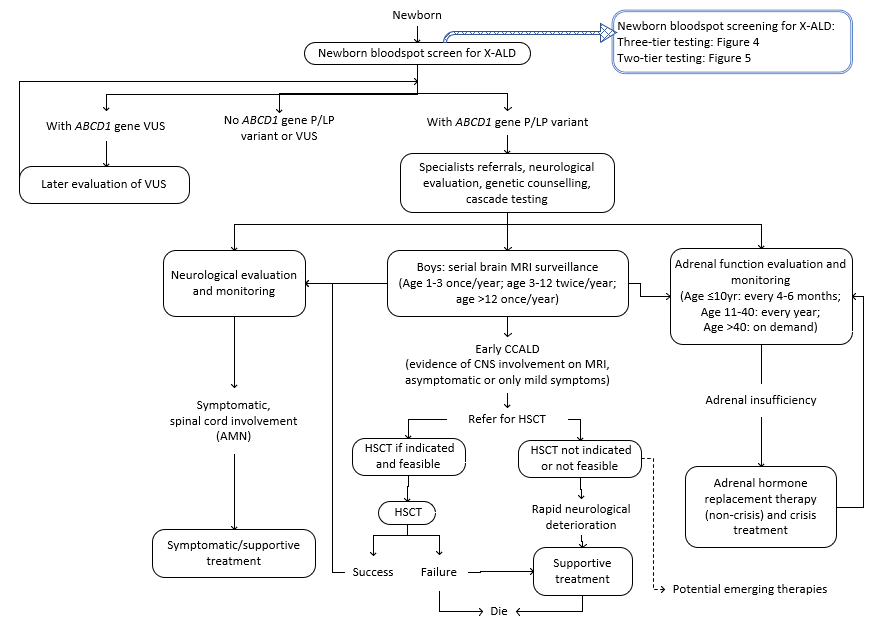 Newborn
Newborn bloodspot screen for X-ALD
Newborn bloodspot screening for X-ALD:
Three-tier testing: Figure 4
Two-tier testing: Figure 5
With ABCD1 gene VUS
No ABCD1 gene P/LP
variant or VUS
With ABCD1 gene P/LP variant
Later evaluation of VUS
Specialists referrals, neurological
evaluation, genetic counselling,
cascade testing
Neurological evaluation
and monitoring
Boys: serial brain MRI surveillance
(Age 1-3 once/year; age 3-12 twice/year;
age >12 once/year)
Adrenal function evaluation and
monitoring
(Age ≤10yr: every 4-6 months;
Age 11-40: every year;
Age >40: on demand)
Early CCALD
(evidence of CNS involvement on MRI,
asymptomatic or only mild symptoms)
Symptomatic,
spinal cord involvement
(AMN)
Adrenal insufficiency
Refer for HSCT
HSCT if indicated
and feasible
HSCT not indicated
or not feasible
HSCT
Rapid neurological
deterioration
Adrenal hormone
replacement therapy
(non-crisis) and crisis
treatment
Symptomatic/supportive
treatment
Success
Failure
Supportive
treatment
Potential emerging therapies
Die